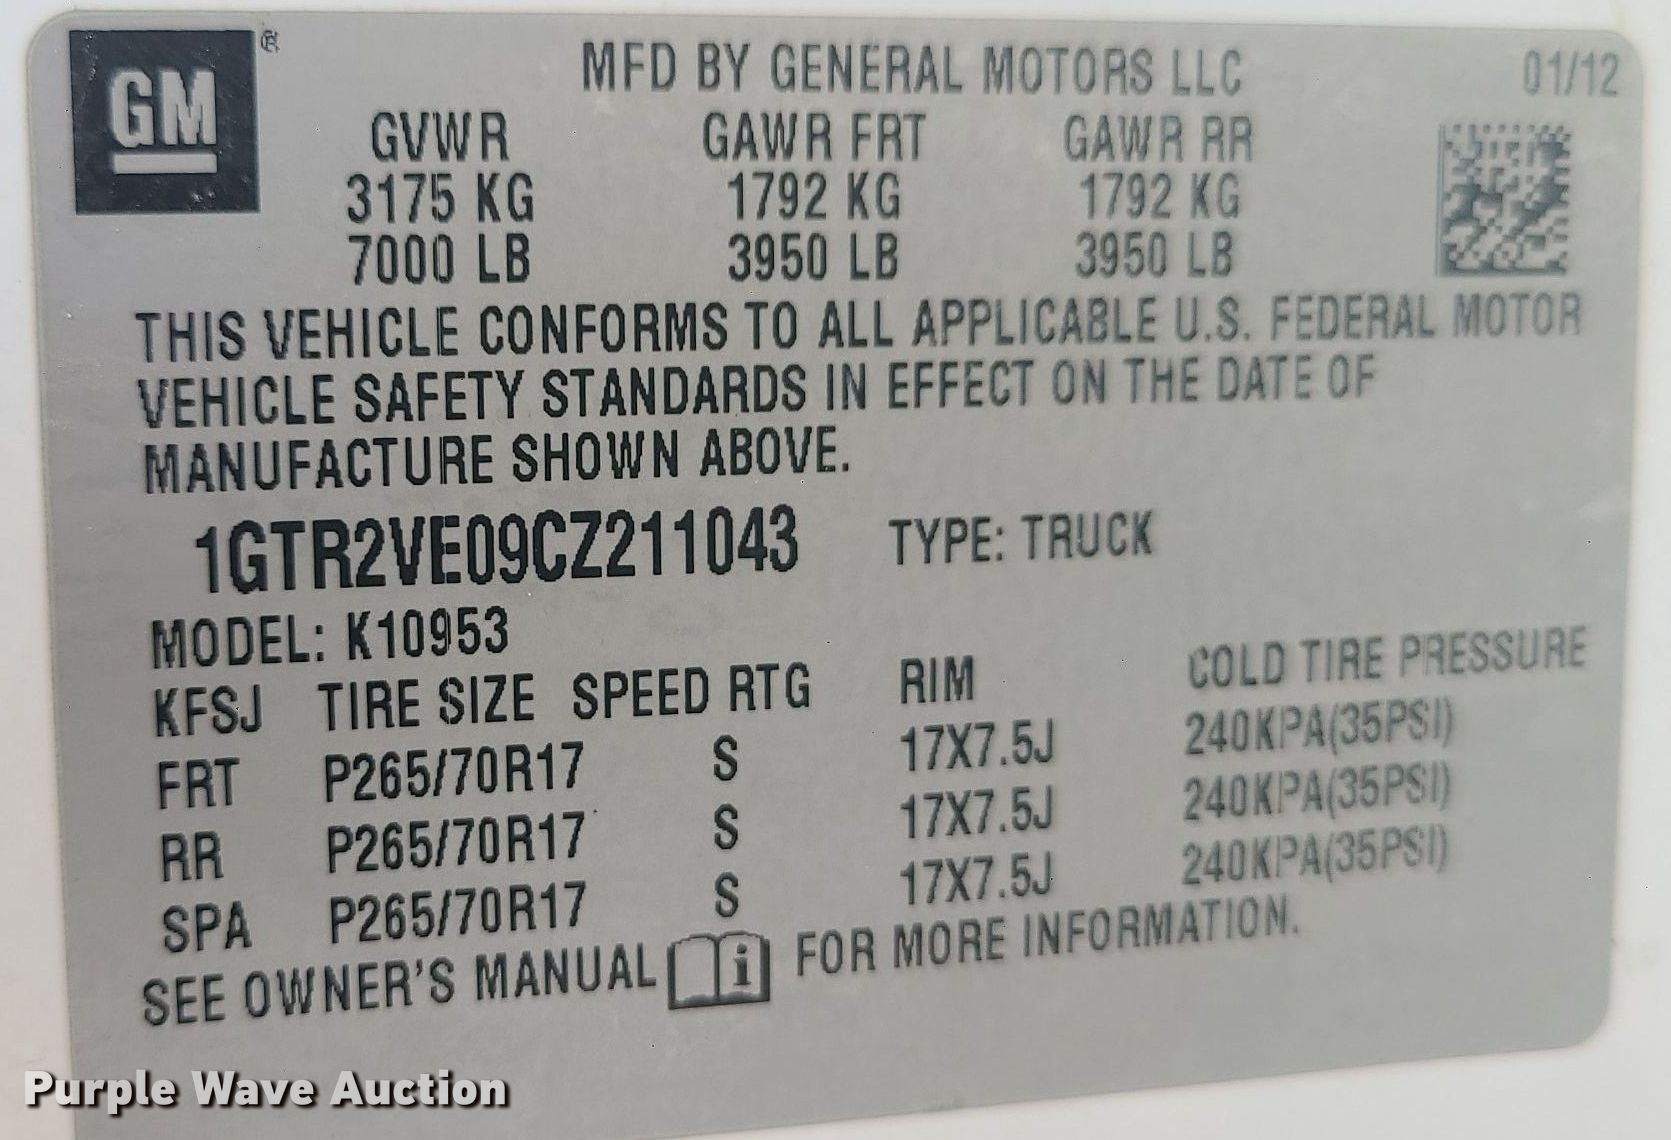 GM®
MFD BY GENERAL MOTORS LLC 01/12
GVWR GAWR FRT GAWR RR
3175 KG 1792 KG 1792 KG
7000 LB 3950 LB 3950 LB
THIS VEHICLE CONFORMS TO ALL APPLICABLE U.S. FEDERAL MOTOR
VEHICLE SAFETY STANDARDS IN EFFECT ON THE DATE OF
MANUFACTURE SHOWN ABOVE.
1GTR2VE09CZ211043 TYPE: TRUCK
MODEL: K10953
KFSJ TIRE SIZE SPEED RTG RIM COLD TIRE PRESSURE
FRT P265/70R17 S 17X7.5J 240KPA(35PSI)
RR P265/70R17 S 17X7.5J 240KPA(35PSI)
SPA P265/70R17 S 17X7.5J 240KPA(35PSI)
SEE OWNER'S MANUAL i FOR MORE INFORMATION.
Purple Wave Auction